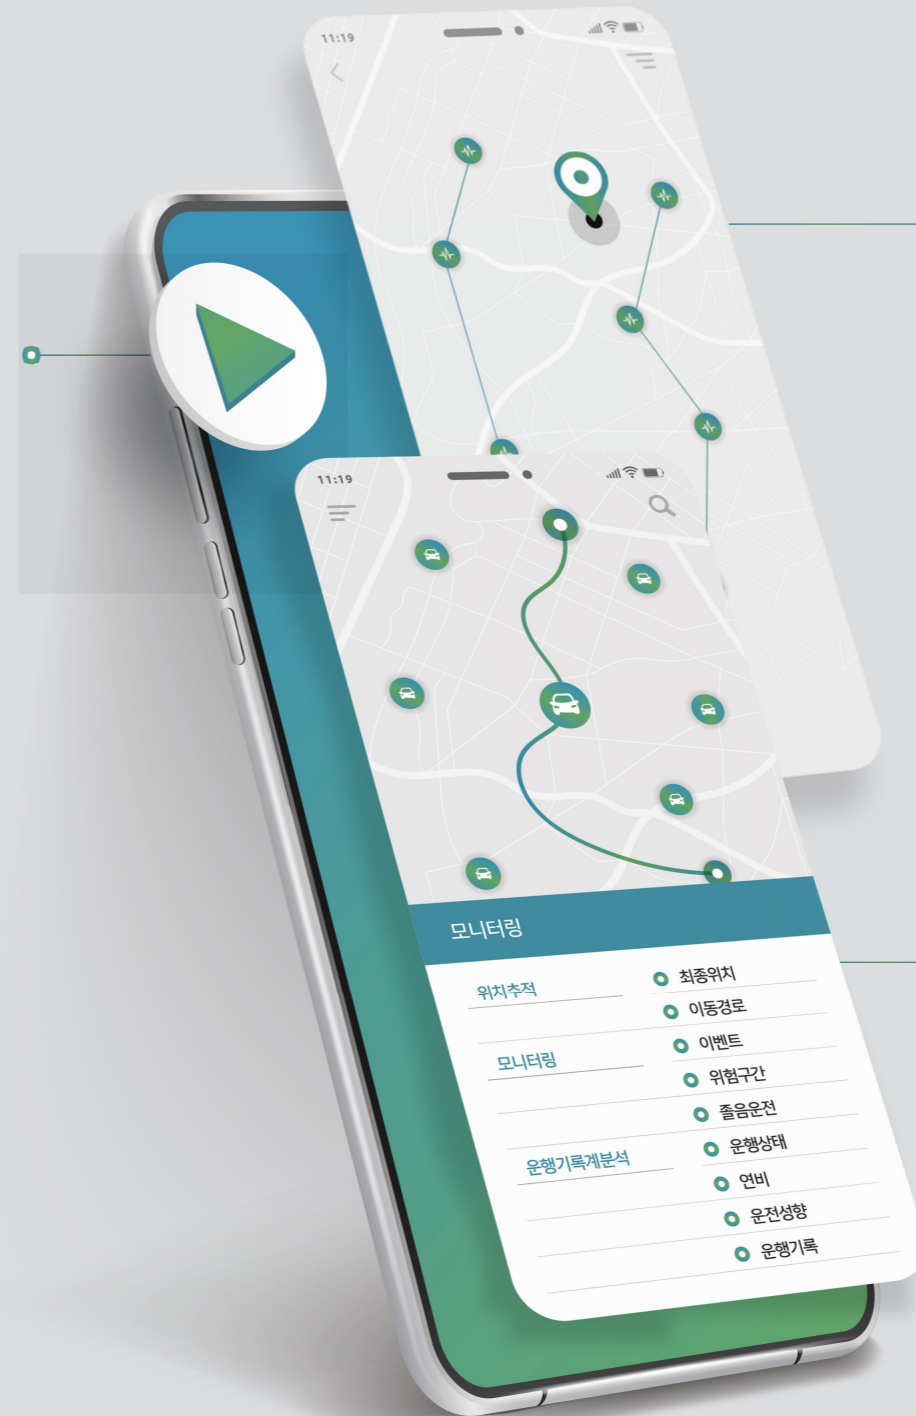 11:19
11:19
모니터링
위치추적
최종위치
이동경로
모니터링
이벤트
위험구간
졸음운전
운행기록계분석
운행상태
연비
운전성향
운행기록